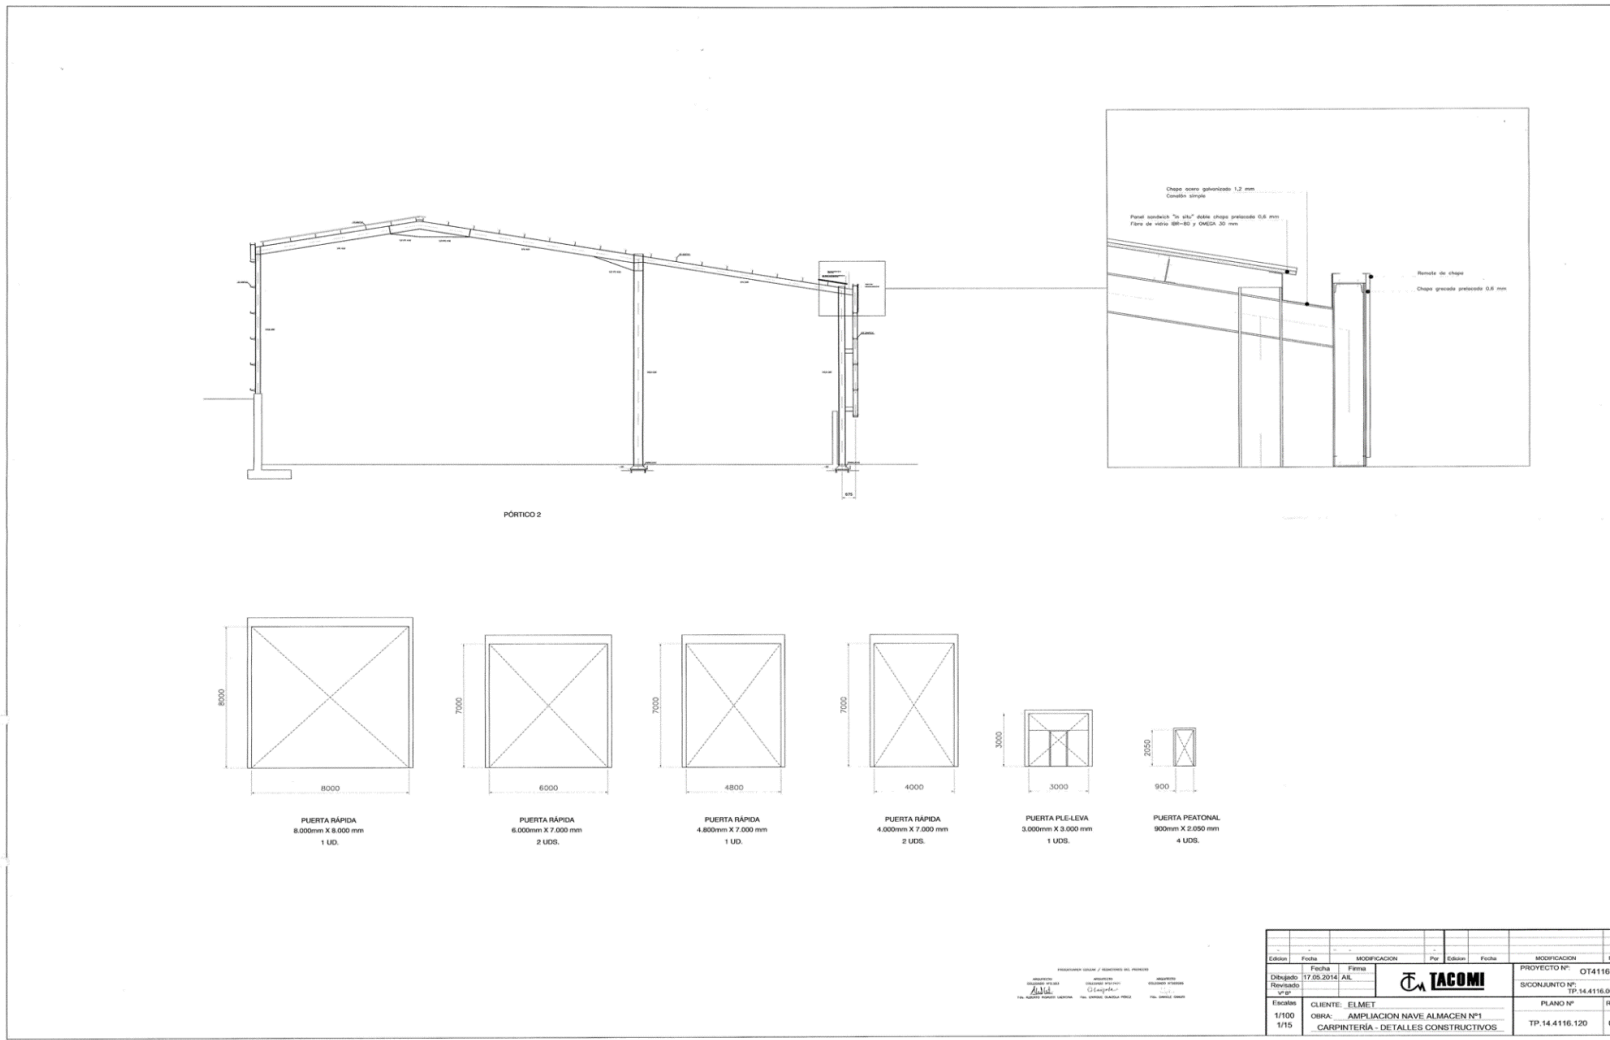 Chapa acero galvanizado 1,2 mm
Canalón simple
Panel sandwich "in situ" doble chapa prelacada 0,6 mm
Fibra de vidrio IBR-80 y OMEGA 30 mm
Remate de chapa
Chapa grecada prelacada 0,6 mm
675
PÓRTICO 2
8000
8000
PUERTA RÁPIDA
8.000mm X 8.000 mm
1 UD.
7000
6000
PUERTA RÁPIDA
6.000mm X 7.000 mm
2 UDS.
7000
4800
PUERTA RÁPIDA
4.800mm X 7.000 mm
1 UD.
7000
4000
PUERTA RÁPIDA
4.000mm X 7.000 mm
2 UDS.
3000
3000
PUERTA PLE-LEVA
3.000mm X 3.000 mm
1 UDS.
2050
900
PUERTA PEATONAL
900mm X 2.050 mm
4 UDS.
Edicion Fecha MODIFICACION Por Edicion Fecha MODIFICACION
Fecha Firma
Dibujado 17.05.2014 AIL
Revisado
Vº Bº
TACOMI
PROYECTO Nº: OT4116
S/CONJUNTO Nº:
TP.14.4116.0
Escalas
1/100
1/15
CLIENTE: ELMET
OBRA: AMPLIACION NAVE ALMACEN Nº1
CARPINTERÍA - DETALLES CONSTRUCTIVOS
PLANO Nº
TP.14.4116.120